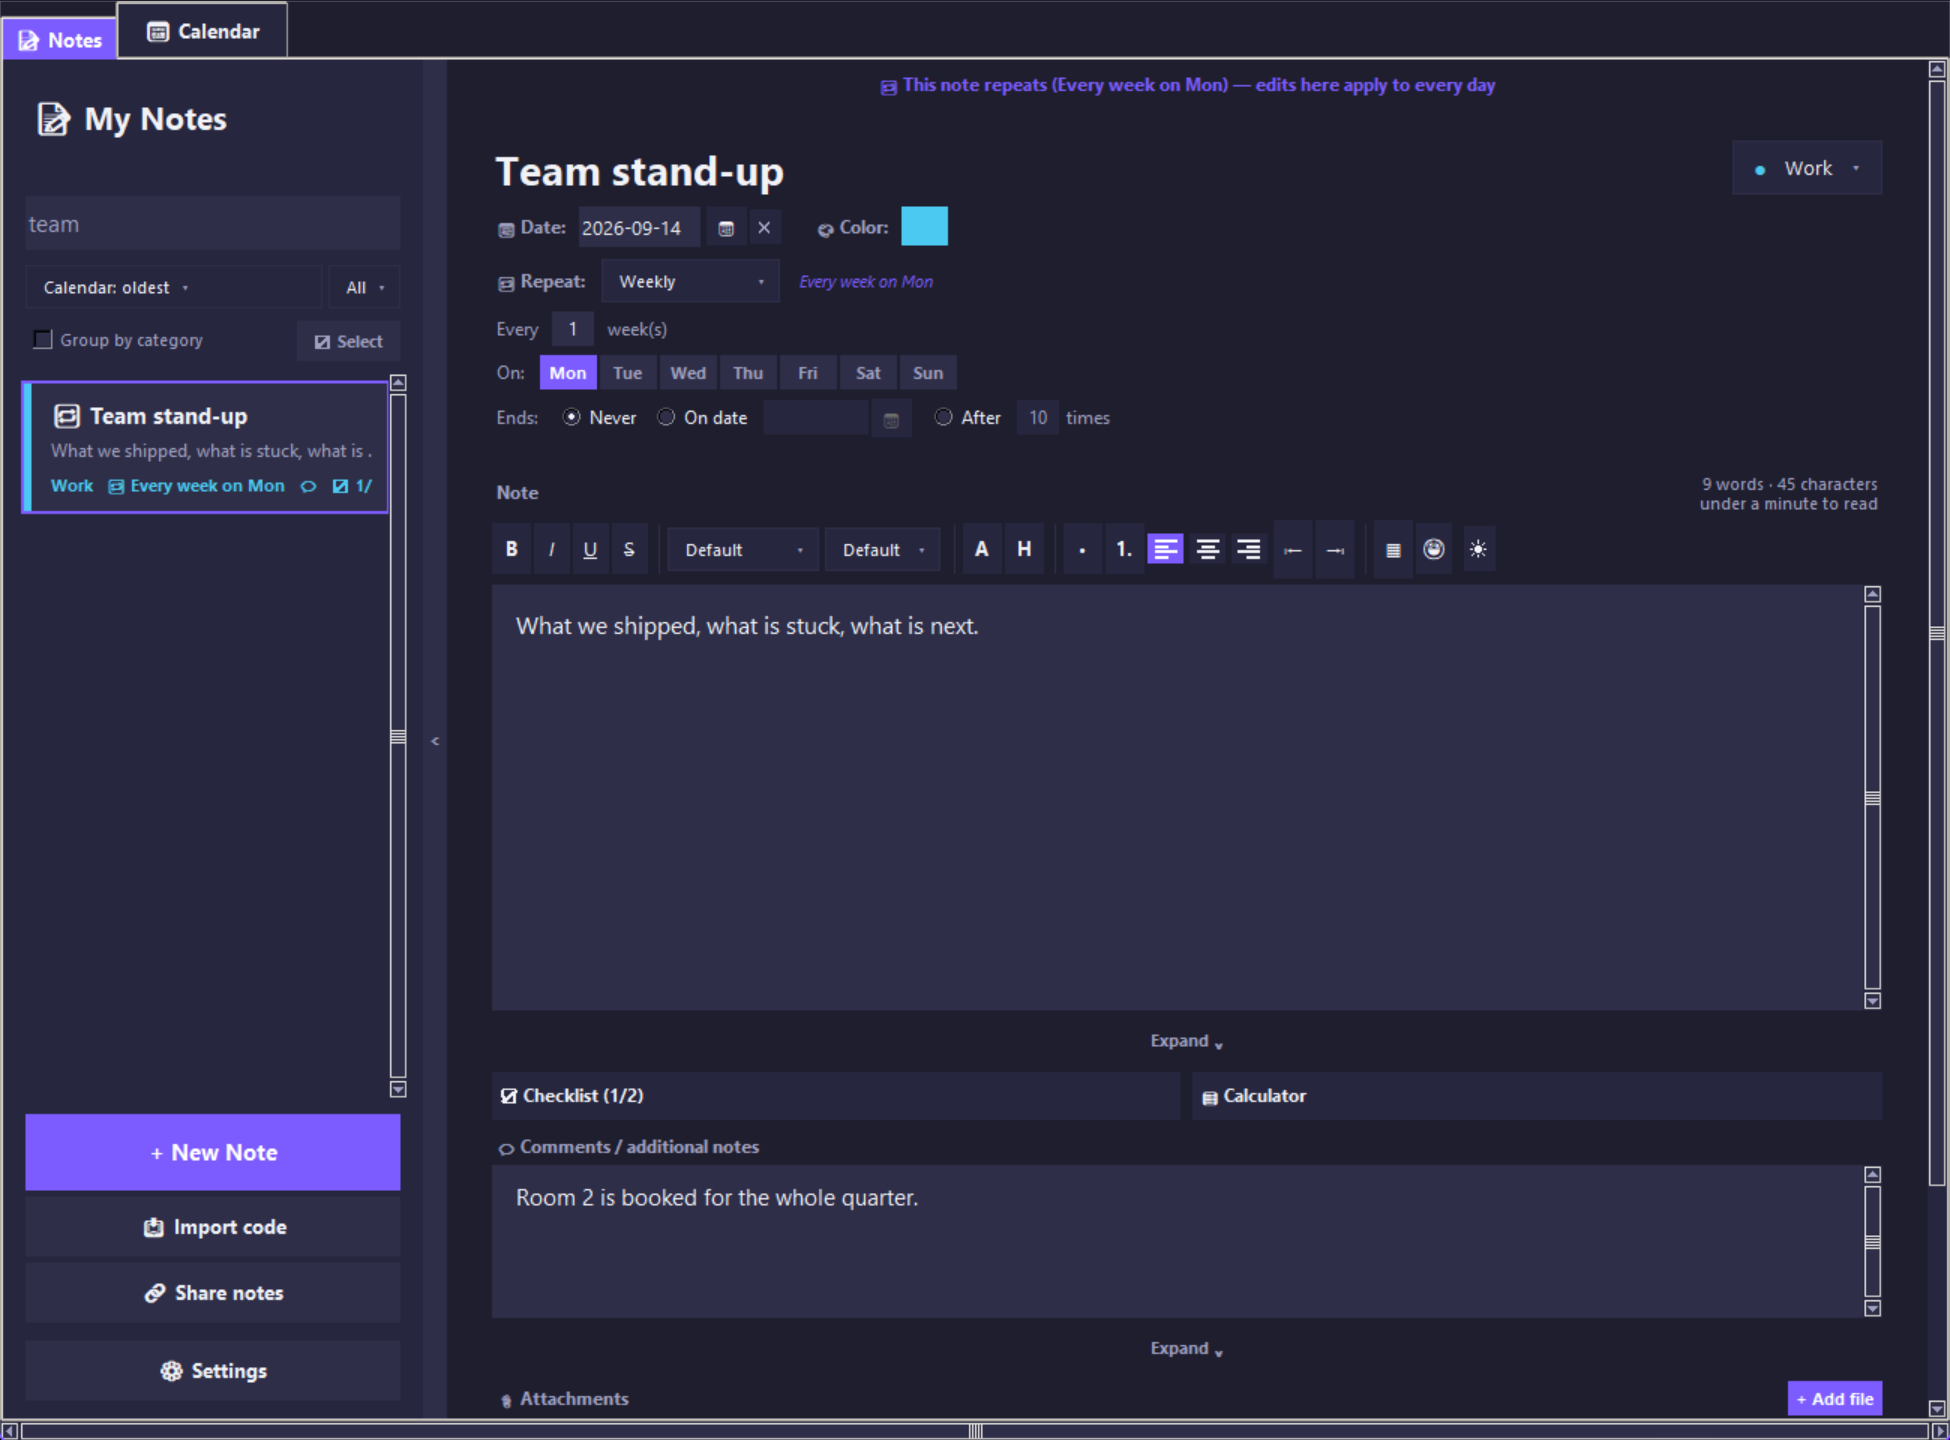 Notes
Calendar
This note repeats (Every week on Mon) — edits here apply to every day
My Notes
team
Calendar: oldest
All
Group by category
Select
Team stand-up
What we shipped, what is stuck, what is .
Work Every week on Mon 1/
+ New Note
Import code
Share notes
Settings
<
Team stand-up
Work
Date: 2026-09-14 × Color:
Repeat: Weekly Every week on Mon
Every 1 week(s)
On: Mon Tue Wed Thu Fri Sat Sun
Ends: Never On date After 10 times
Note
9 words · 45 characters
under a minute to read
B I U S Default Default A H • 1.
What we shipped, what is stuck, what is next.
Expand
Checklist (1/2)
Calculator
Comments / additional notes
Room 2 is booked for the whole quarter.
Expand
Attachments
+ Add file